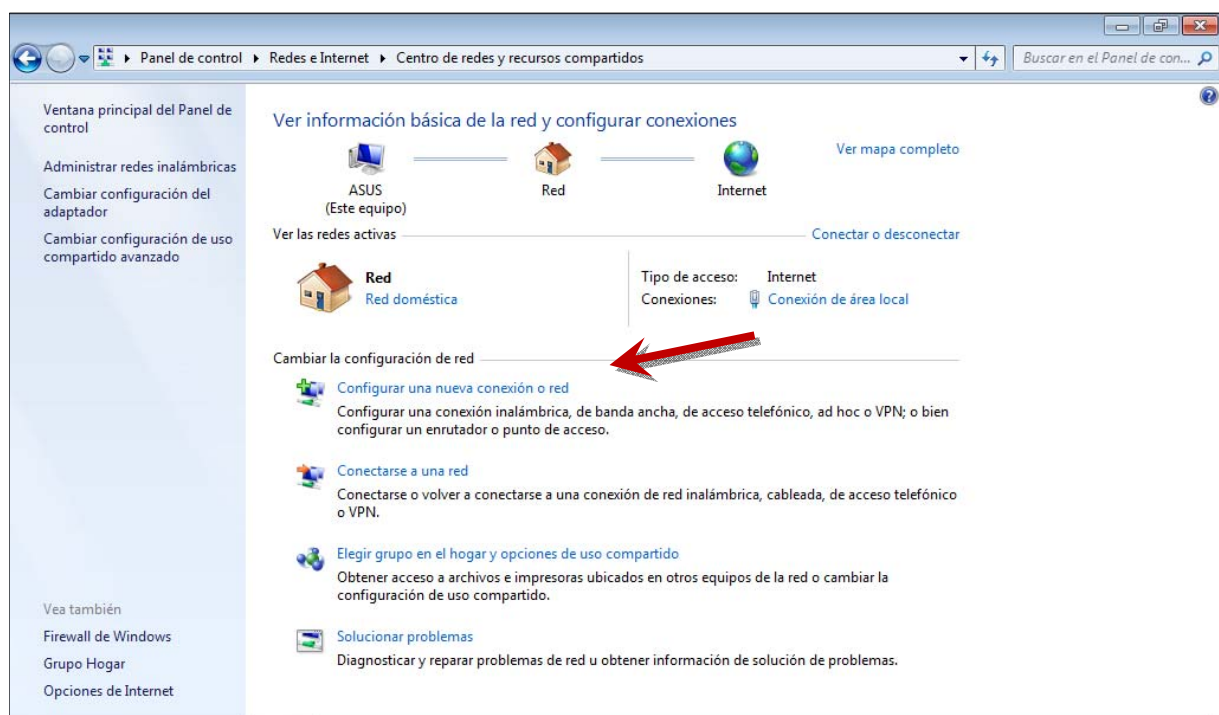 Panel de control ▸ Redes e Internet ▸ Centro de redes y recursos compartidos
Buscar en el Panel de con...
Ventana principal del Panel de
control
Administrar redes inalámbricas
Cambiar configuración del
adaptador
Cambiar configuración de uso
compartido avanzado
Vea también
Firewall de Windows
Grupo Hogar
Opciones de Internet
Ver información básica de la red y configurar conexiones
Ver mapa completo
ASUS
(Este equipo)
Red
Internet
Ver las redes activas
Conectar o desconectar
Red
Red doméstica
Tipo de acceso: Internet
Conexiones: Conexión de área local
Cambiar la configuración de red
Configurar una nueva conexión o red
Configurar una conexión inalámbrica, de banda ancha, de acceso telefónico, ad hoc o VPN; o bien
configurar un enrutador o punto de acceso.
Conectarse a una red
Conectarse o volver a conectarse a una conexión de red inalámbrica, cableada, de acceso telefónico
o VPN.
Elegir grupo en el hogar y opciones de uso compartido
Obtener acceso a archivos e impresoras ubicados en otros equipos de la red o cambiar la
configuración de uso compartido.
Solucionar problemas
Diagnosticar y reparar problemas de red u obtener información de solución de problemas.